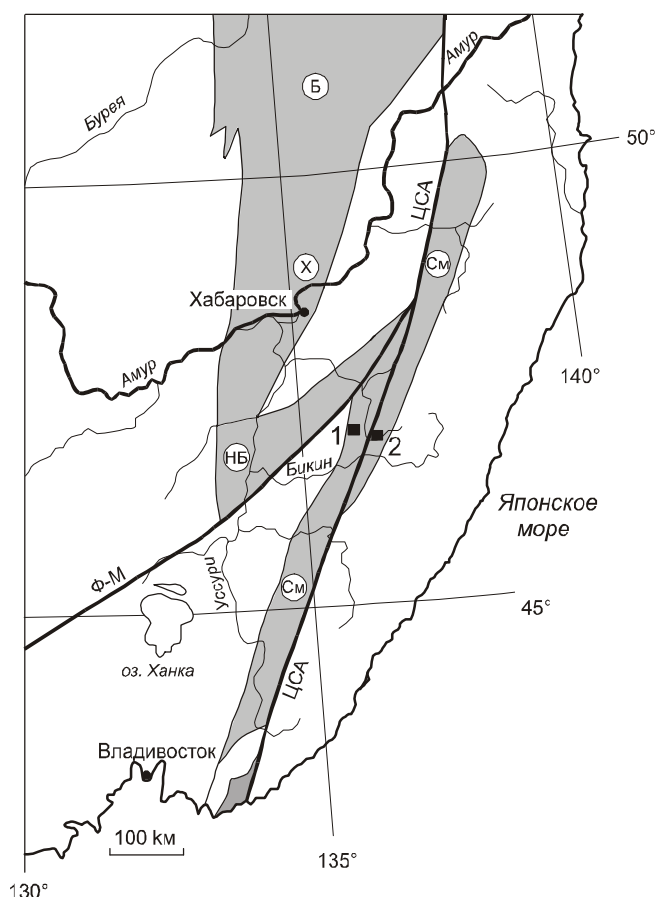 Амур
Б
Бурея
50°
ЦСА
Х
См
Хабаровск
Амур
140°
1
2
НБ
Бикин
Японское
море
Ф-М
Уссури
См
45°
оз. Ханка
ЦСА
Владивосток
100 км
135°
130°